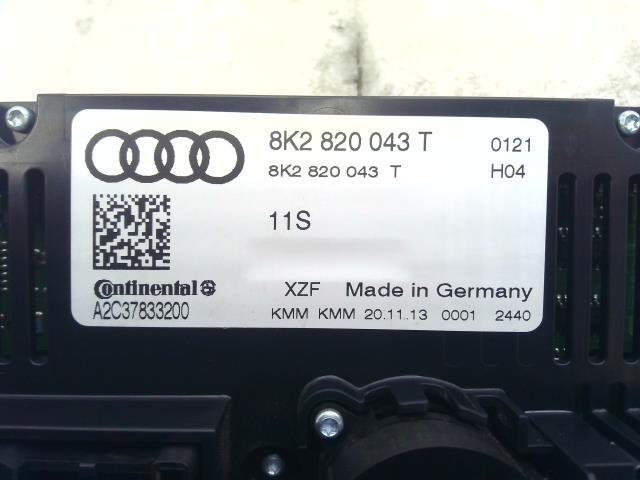 8K2 820 043 T 0121
8K2 820 043 T H04
11S
Continental XZF Made in Germany
A2C37833200 KMM KMM 20.11.13 0001 2440